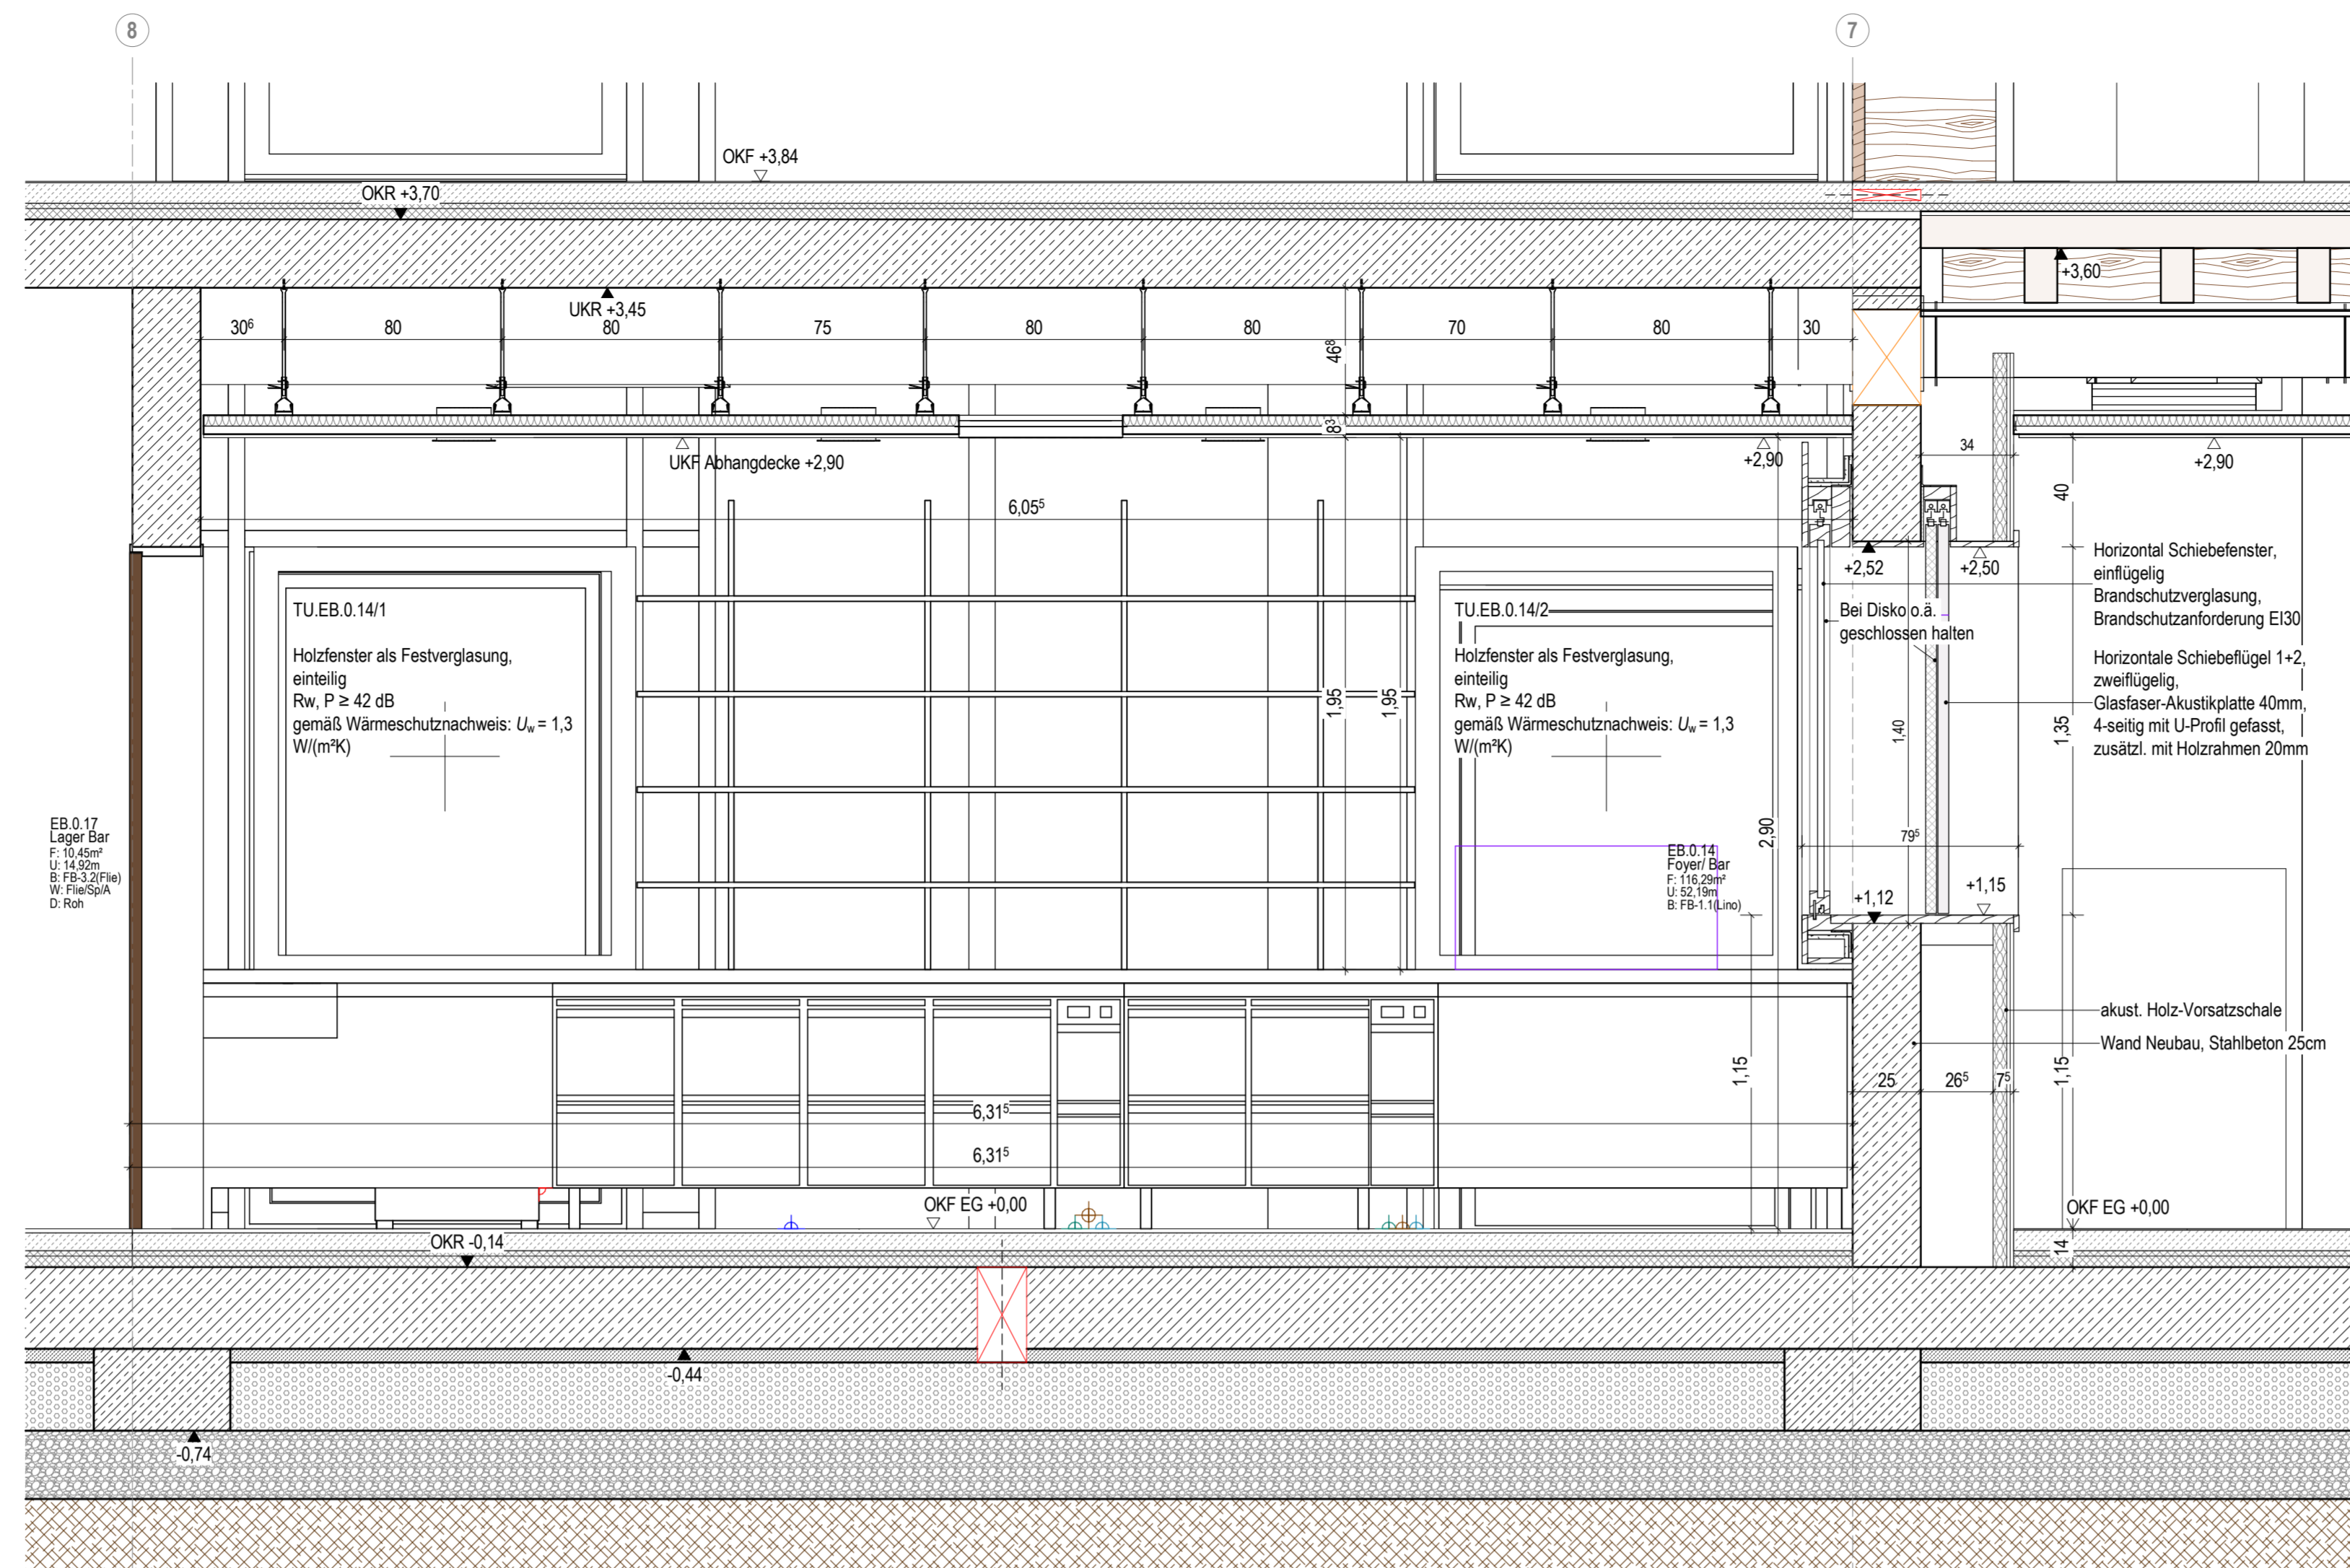 8
7
OKF +3,84
OKR +3,70
+3,60
UKR +3,45
30⁶ 80 80 75 80 80 70 80 30
46⁸
8³
UKF Abhangdecke +2,90
+2,90
34
+2,90
40
6,05⁵
+2,52
+2,50
Horizontal Schiebefenster,
einflügelig
Brandschutzverglasung,
Brandschutzanforderung EI30
Bei Disko o.ä.
geschlossen halten
Horizontale Schiebeflügel 1+2,
zweiflügelig,
Glasfaser-Akustikplatte 40mm,
4-seitig mit U-Profil gefasst,
zusätzl. mit Holzrahmen 20mm
TU.EB.0.14/1
Holzfenster als Festverglasung,
einteilig
Rw, P ≥ 42 dB
gemäß Wärmeschutznachweis: Uw = 1,3
W/(m²K)
TU.EB.0.14/2
Holzfenster als Festverglasung,
einteilig
Rw, P ≥ 42 dB
gemäß Wärmeschutznachweis: Uw = 1,3
W/(m²K)
1,95
1,95
1,40
1,35
2,90
79⁵
EB.0.17
Lager Bar
F: 10,45m²
U: 14,92m
B: FB-3.2(Flie)
W: Flie/Sp/A
D: Roh
EB.0.14
Foyer/ Bar
F: 116,29m²
U: 52,19m
B: FB-1.1(Lino)
+1,12
+1,15
akust. Holz-Vorsatzschale
Wand Neubau, Stahlbeton 25cm
1,15
25 26⁵ 7⁵
1,15
6,31⁵
6,31⁵
OKF EG +0,00
OKF EG +0,00
OKR -0,14
14
-0,44
-0,74